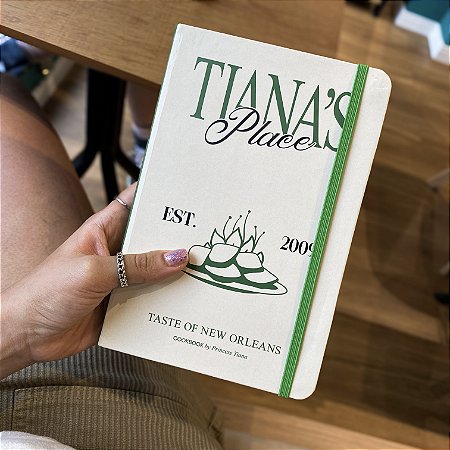 TIANA'S
Place
EST. 2009
TASTE OF NEW ORLEANS
COOKBOOK by Princess Tiana